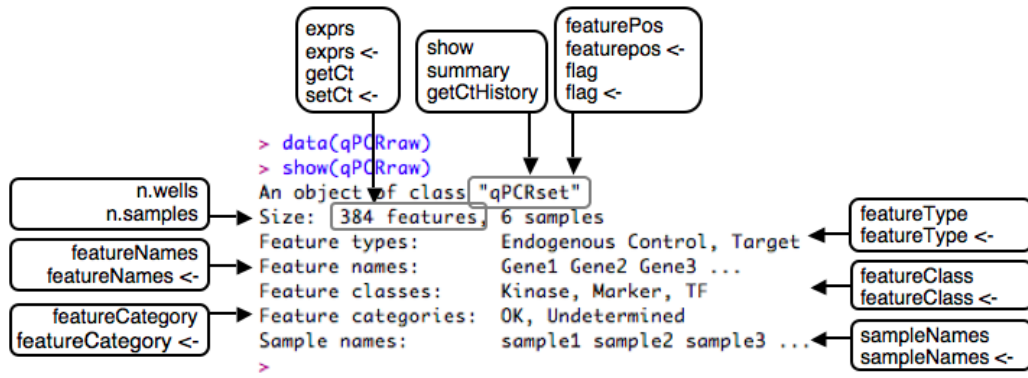 exprs
exprs <-
getCt
setCt <-
show
summary
getCtHistory
featurePos
featurepos <-
flag
flag <-
> data(qPCRraw)
> show(qPCRraw)
An object of class "qPCRset"
Size: 384 features, 6 samples
Feature types: Endogenous Control, Target
Feature names: Gene1 Gene2 Gene3 ...
Feature classes: Kinase, Marker, TF
Feature categories: OK, Undetermined
Sample names: sample1 sample2 sample3 ...
>
n.wells
n.samples
featureNames
featureNames <-
featureCategory
featureCategory <-
featureType
featureType <-
featureClass
featureClass <-
sampleNames
sampleNames <-